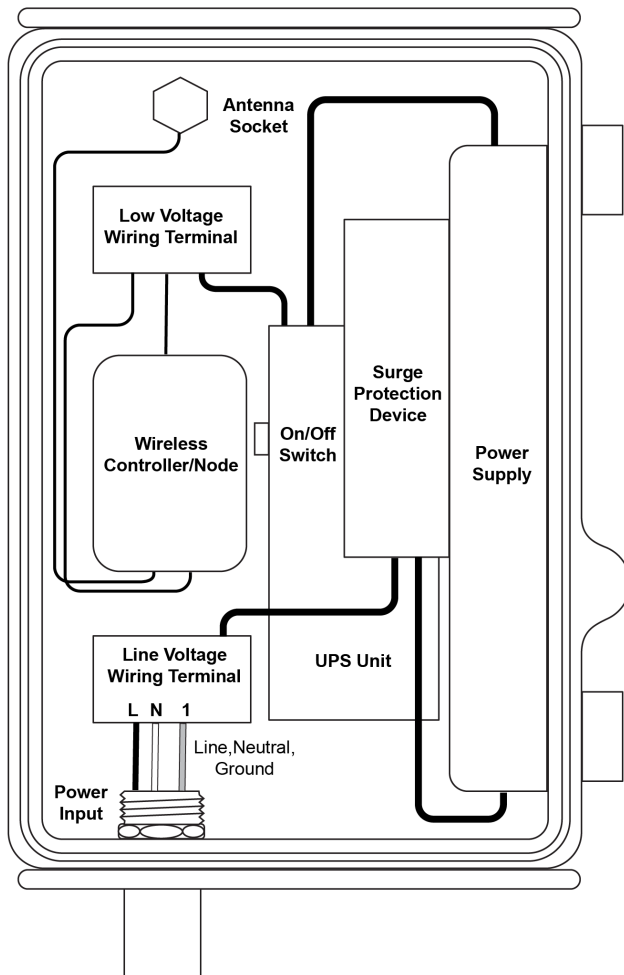 Antenna
Socket
Low Voltage
Wiring Terminal
Surge
Protection
Device
On/Off
Switch
Wireless
Controller/Node
Power
Supply
Line Voltage
Wiring Terminal
L N 1
UPS Unit
Line,Neutral,
Ground
Power
Input